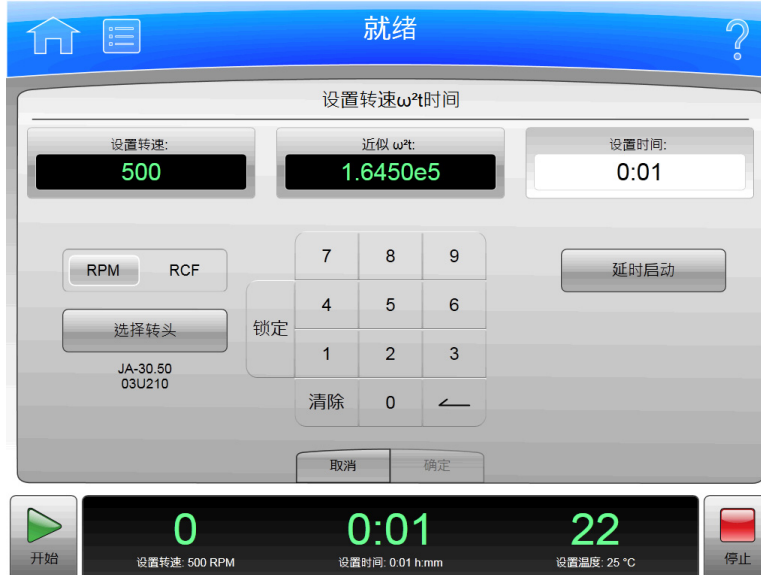 就绪
?
设置转速ω²t时间
设置转速:
近似 ω²t:
设置时间:
500
1.6450e5
0:01
RPM
RCF
选择转头
JA-30.50
03U210
锁定
7 8 9
4 5 6
1 2 3
清除 0
延时启动
取消
确定
开始
0
设置转速: 500 RPM
0:01
设置时间: 0:01 h:mm
22
设置温度: 25 °C
停止